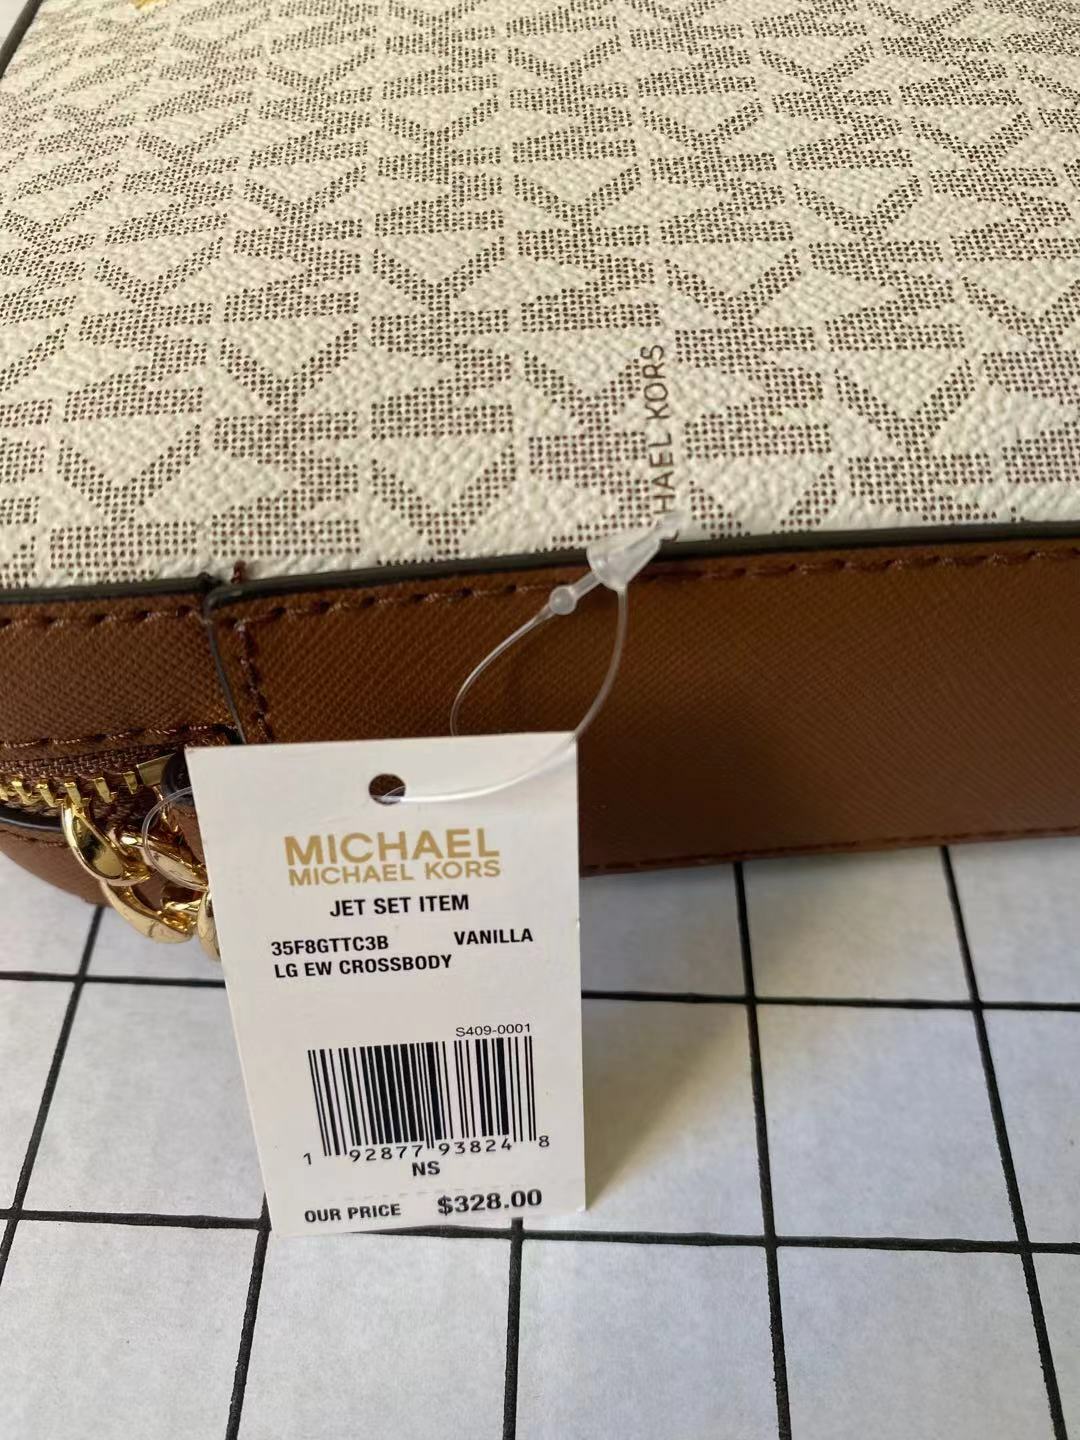 HAEL KORS
MICHAEL
MICHAEL KORS
JET SET ITEM
35F8GTTC3B VANILLA
LG EW CROSSBODY
S409-0001
1 92877 93824 8
NS
OUR PRICE $328.00